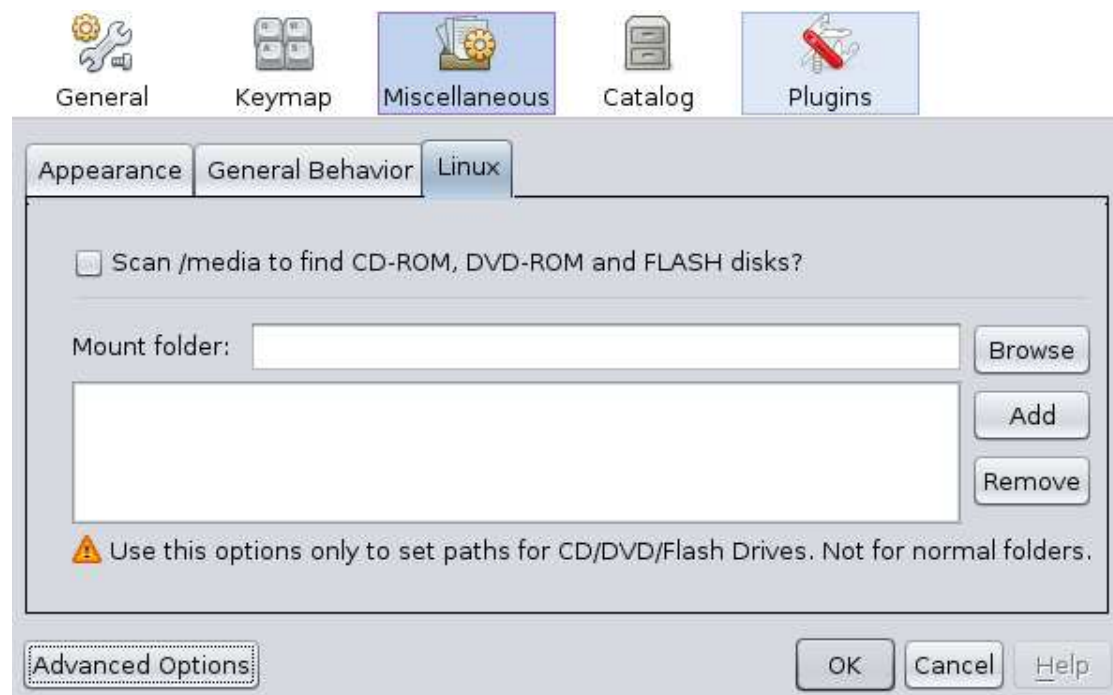 General Keymap Miscellaneous Catalog Plugins
Appearance General Behavior Linux
Scan /media to find CD-ROM, DVD-ROM and FLASH disks?
Mount folder: Browse
Add
Remove
Use this options only to set paths for CD/DVD/Flash Drives. Not for normal folders.
Advanced Options OK Cancel Help